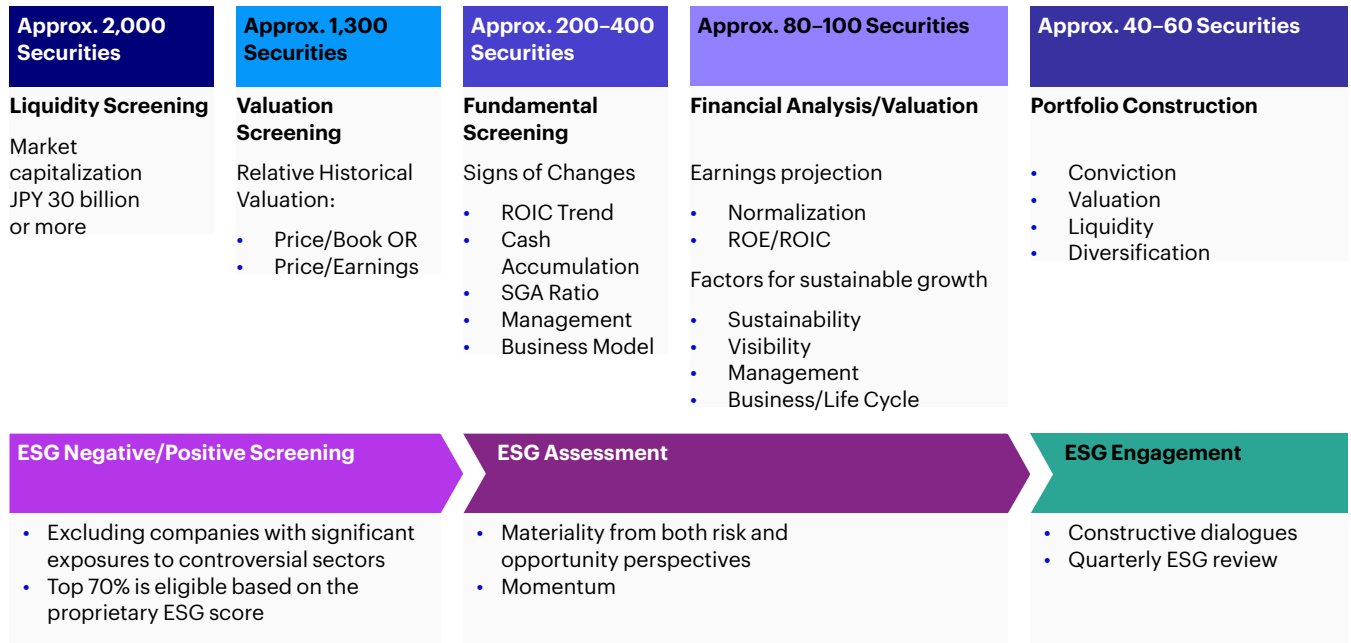 Approx. 2,000
Securities
Liquidity Screening
Market
capitalization
JPY 30 billion
or more
Approx. 1,300
Securities
Valuation
Screening
Relative Historical
Valuation:
• Price/Book OR
• Price/Earnings
Approx. 200–400
Securities
Fundamental
Screening
Signs of Changes
• ROIC Trend
• Cash
Accumulation
• SGA Ratio
• Management
• Business Model
Approx. 80–100 Securities
Financial Analysis/Valuation
Earnings projection
• Normalization
• ROE/ROIC
Factors for sustainable growth
• Sustainability
• Visibility
• Management
• Business/Life Cycle
Approx. 40–60 Securities
Portfolio Construction
• Conviction
• Valuation
• Liquidity
• Diversification
ESG Negative/Positive Screening
• Excluding companies with significant
exposures to controversial sectors
• Top 70% is eligible based on the
proprietary ESG score
ESG Assessment
• Materiality from both risk and
opportunity perspectives
• Momentum
ESG Engagement
• Constructive dialogues
• Quarterly ESG review